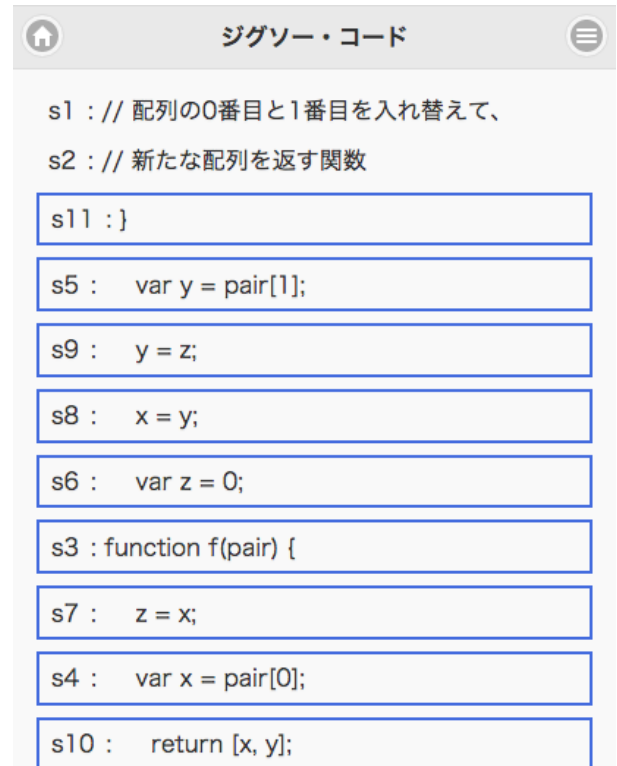 ジグソー・コード
s1 : // 配列の0番目と1番目を入れ替えて、
s2 : // 新たな配列を返す関数
s11 : }
s5 : var y = pair[1];
s9 : y = z;
s8 : x = y;
s6 : var z = 0;
s3 : function f(pair) {
s7 : z = x;
s4 : var x = pair[0];
s10 : return [x, y];